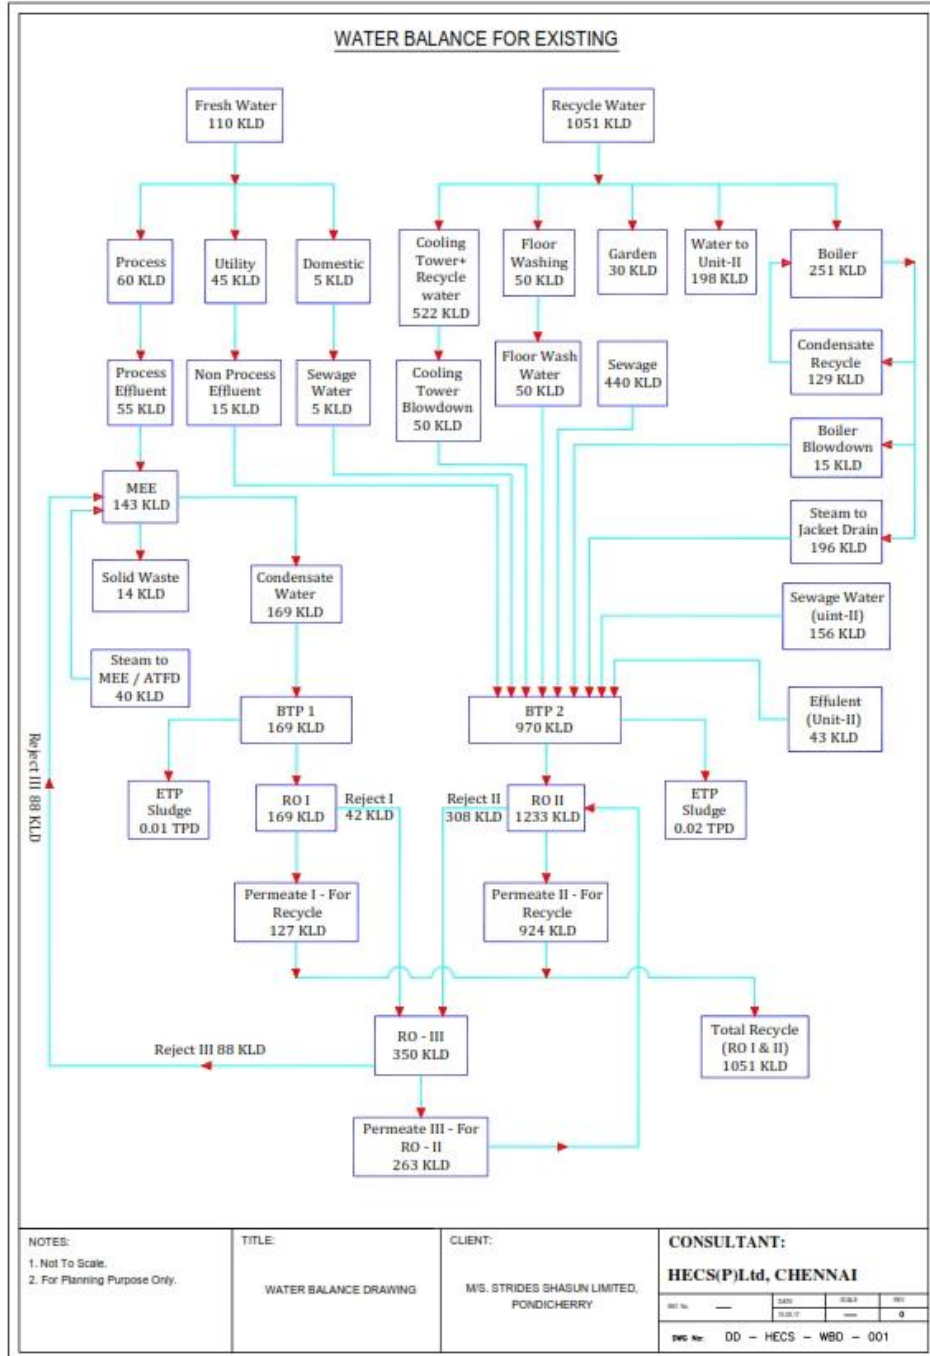 WATER BALANCE FOR EXISTING
Fresh Water
110 KLD
Recycle Water
1051 KLD
Process
60 KLD
Utility
45 KLD
Domestic
5 KLD
Cooling
Tower+
Recycle
water
522 KLD
Floor
Washing
50 KLD
Garden
30 KLD
Water to
Unit-II
198 KLD
Boiler
251 KLD
Process
Effluent
55 KLD
Non Process
Effluent
15 KLD
Sewage
Water
5 KLD
Cooling
Tower
Blowdown
50 KLD
Floor Wash
Water
50 KLD
Sewage
440 KLD
Condensate
Recycle
129 KLD
Boiler
Blowdown
15 KLD
MEE
143 KLD
Steam to
Jacket Drain
196 KLD
Solid Waste
14 KLD
Condensate
Water
169 KLD
Sewage Water
(uint-II)
156 KLD
Steam to
MEE / ATFD
40 KLD
BTP 1
169 KLD
BTP 2
970 KLD
Effulent
(Unit-II)
43 KLD
Reject III 88 KLD
ETP
Sludge
0.01 TPD
RO I
169 KLD
Reject I
42 KLD
Reject II
308 KLD
RO II
1233 KLD
ETP
Sludge
0.02 TPD
Permeate I - For
Recycle
127 KLD
Permeate II - For
Recycle
924 KLD
RO - III
350 KLD
Total Recycle
(RO I & II)
1051 KLD
Reject III 88 KLD
Permeate III - For
RO - II
263 KLD
NOTES:
1. Not To Scale.
2. For Planning Purpose Only.
TITLE:
WATER BALANCE DRAWING
CLIENT:
M/S. STRIDES SHASUN LIMITED,
PONDICHERRY
CONSULTANT:
HECS(P)Ltd, CHENNAI
DATE
SCALE
REV
0
DWG No: DD - HECS - WBD - 001